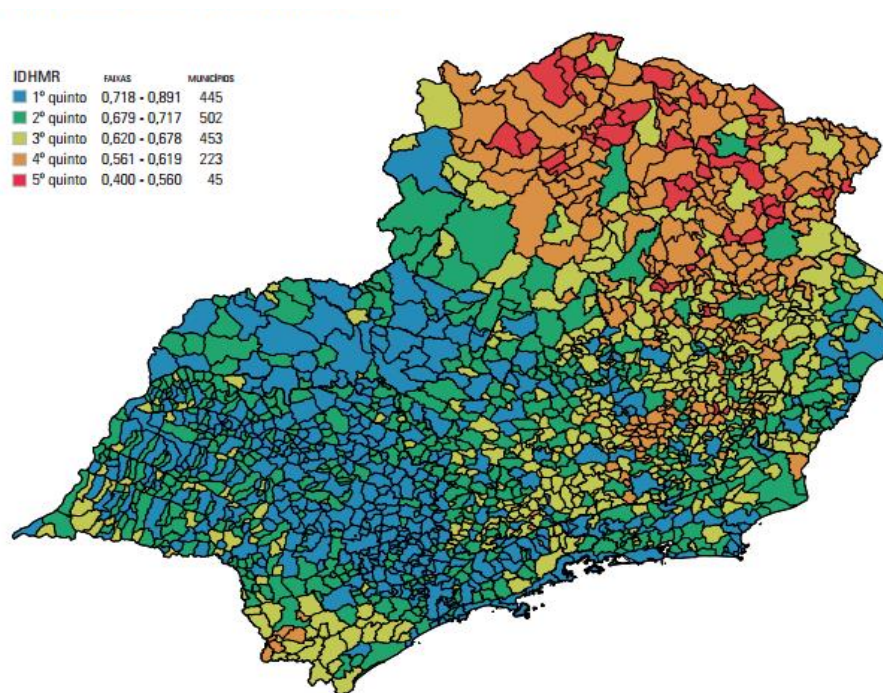 IDHMR FAIXAS MUNICÍPIOS
1º quinto 0,718 - 0,891 445
2º quinto 0,679 - 0,717 502
3º quinto 0,620 - 0,678 453
4º quinto 0,561 - 0,619 223
5º quinto 0,400 - 0,560 45